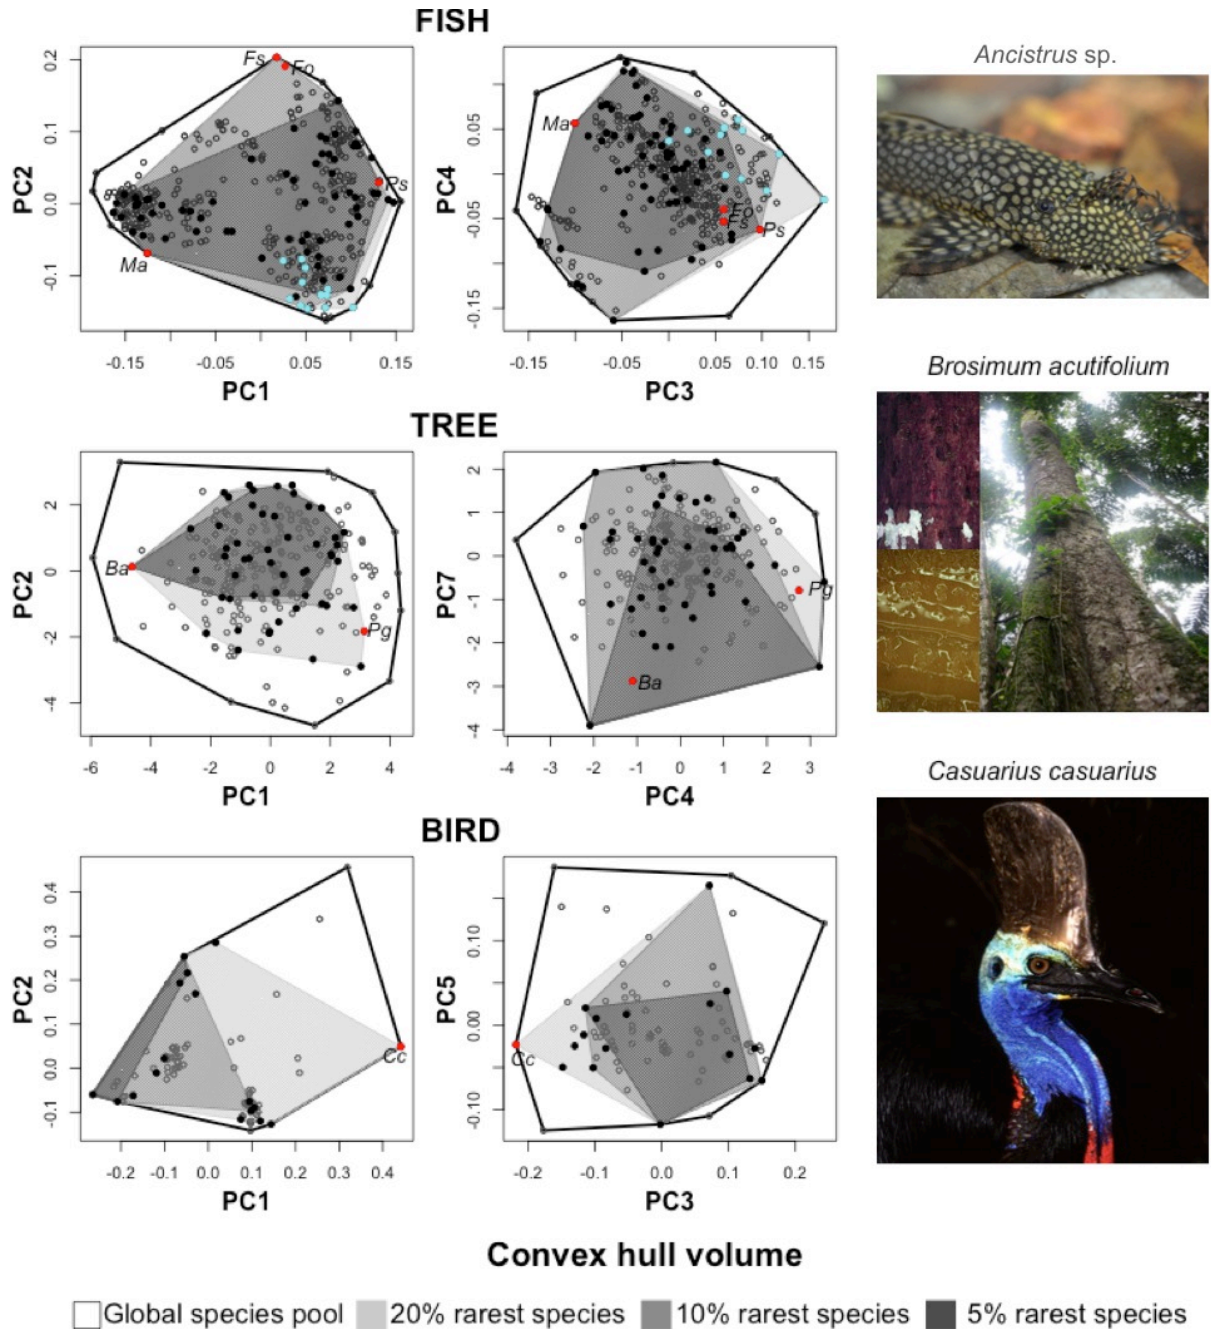 FISH
Ancistrus sp.
PC2
0.2
0.1
0.0
-0.1
Fs
Fo
Ps
Ma
-0.15
-0.05
0.05
0.15
PC1
PC4
0.05
-0.05
-0.15
Ma
Fo
Fs
Ps
-0.15
-0.05
0.05
0.10
0.15
PC3
Brosimum acutifolium
TREE
PC2
2
0
-2
-4
Ba
Pg
-6
-4
-2
0
2
4
PC1
PC7
2
1
0
-1
-2
-3
-4
Pg
Ba
-4
-3
-2
-1
0
1
2
3
PC4
Casuarius casuarius
BIRD
PC2
0.4
0.3
0.2
0.1
0.0
-0.1
Cc
-0.2
-0.1
0.0
0.1
0.2
0.3
0.4
PC1
PC5
0.10
0.00
-0.10
Cc
-0.2
-0.1
0.0
0.1
0.2
PC3
Convex hull volume
Global species pool 20% rarest species 10% rarest species 5% rarest species